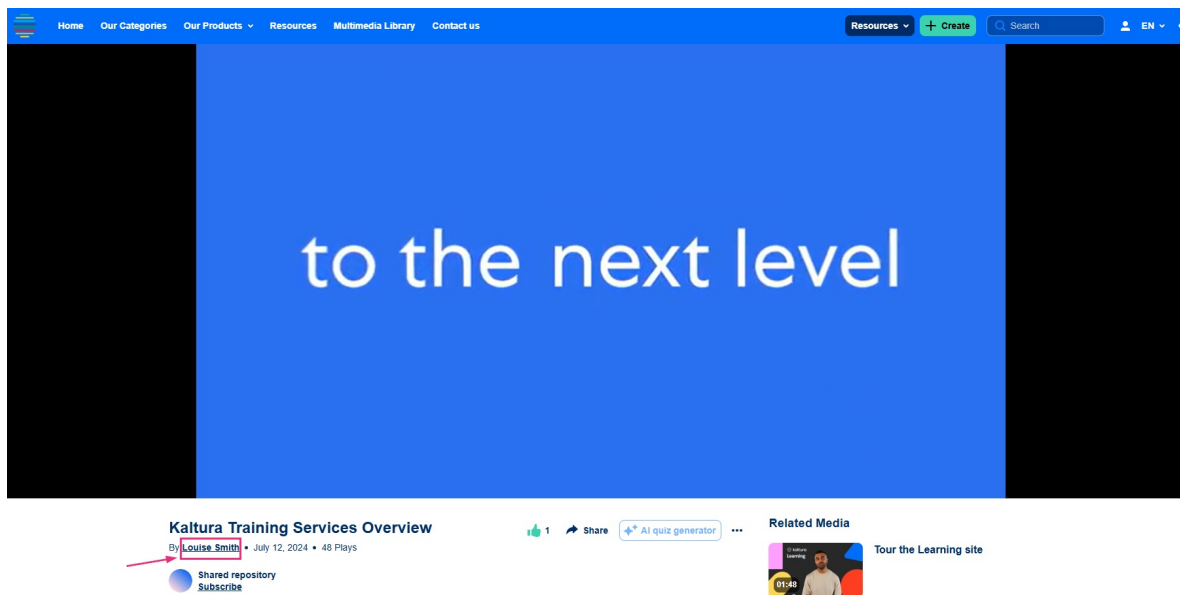 Home Our Categories Our Products Resources Multimedia Library Contact us Resources + Create Search EN
to the next level
Kaltura Training Services Overview
1 Share AI quiz generator ...
By Louise Smith • July 12, 2024 • 48 Plays
Shared repository
Subscribe
Related Media
kaltura
Learning
01:48
Tour the Learning site